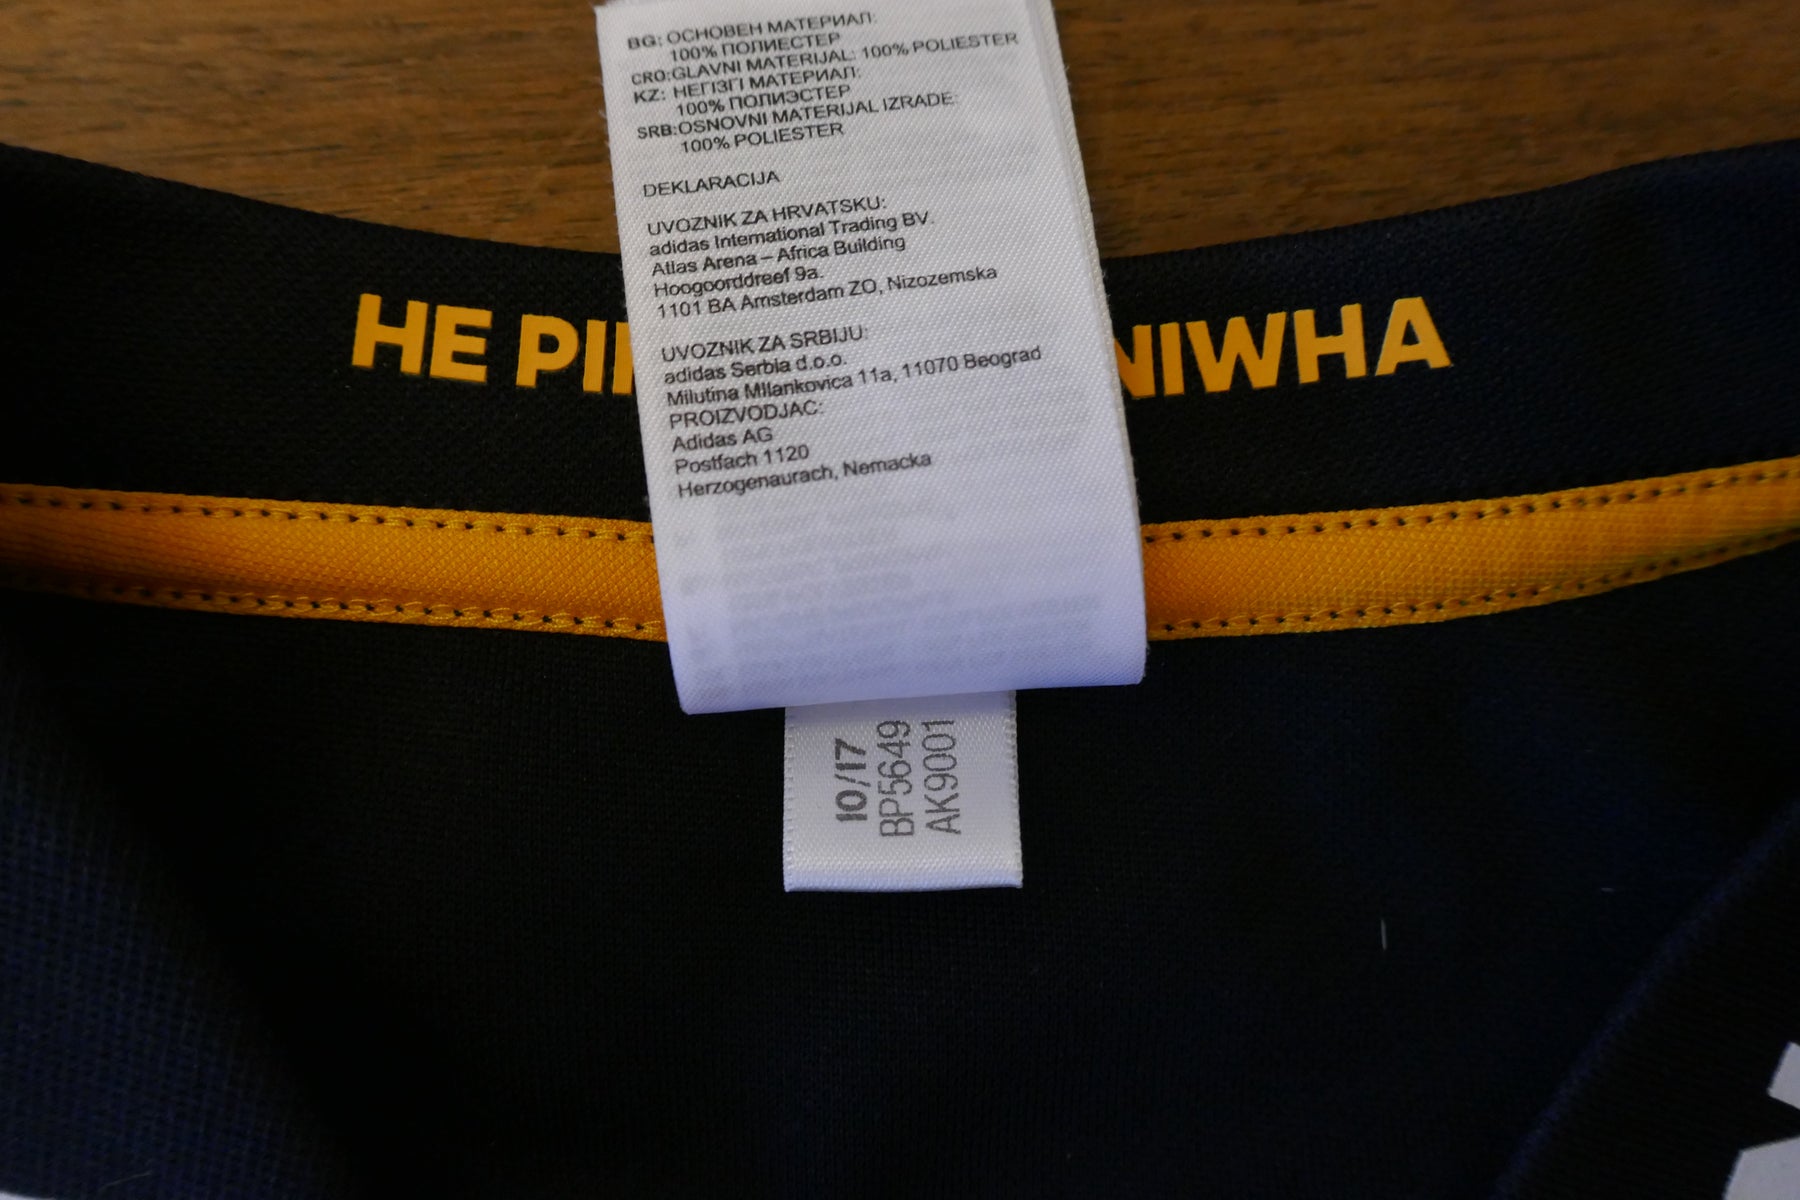 BG: ОСНОВЕН МАТЕРИАЛ:
100% ПОЛИЕСТЕР
CRO:GLAVNI MATERIJAL: 100% POLIESTER
KZ: НЕГІЗГІ МАТЕРИАЛ:
100% ПОЛИЭСТЕР
SRB:OSNOVNI MATERIJAL IZRADE:
100% POLIESTER
DEKLARACIJA
UVOZNIK ZA HRVATSKU:
adidas International Trading BV.
Atlas Arena – Africa Building
Hoogoorddreef 9a.
1101 BA Amsterdam ZO, Nizozemska
UVOZNIK ZA SRBIJU:
adidas Serbia d.o.o.
Milutina MIlankovica 11a, 11070 Beograd
PROIZVODJAC:
Adidas AG
Postfach 1120
Herzogenaurach, Nemacka
HE PI NIWHA
10/17
BP5649
AK9001